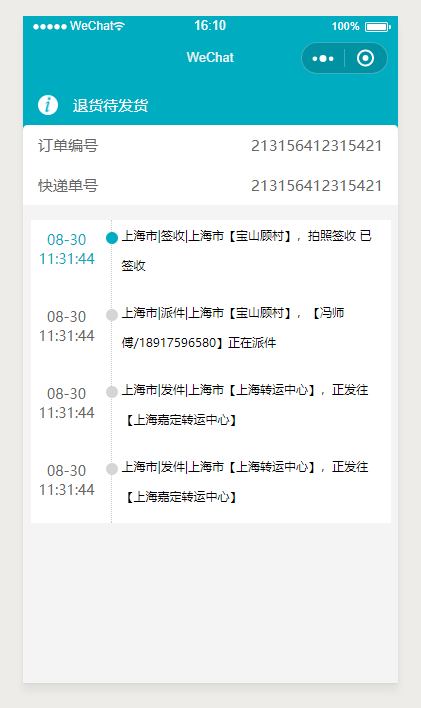 WeChat
16:10
100%
WeChat
退货待发货
订单编号 213156412315421
快递单号 213156412315421
08-30
11:31:44
上海市|签收|上海市【宝山顾村】，拍照签收 已
签收
08-30
11:31:44
上海市|派件|上海市【宝山顾村】，【冯师
傅/18917596580】正在派件
08-30
11:31:44
上海市|发件|上海市【上海转运中心】，正发往
【上海嘉定转运中心】
08-30
11:31:44
上海市|发件|上海市【上海转运中心】，正发往
【上海嘉定转运中心】